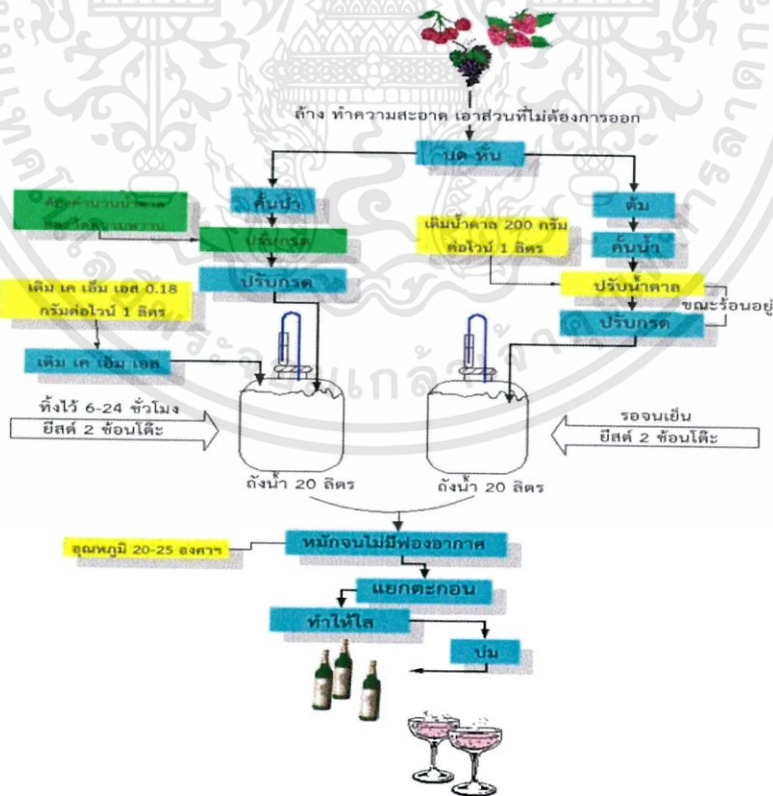 ล้าง ทำความสะอาด เอาส่วนที่ไม่ต้องการออก
บด หั่น
คั้นน้ำ
ปรับกรด
ปรับกรด
เติม เค เอ็ม เอส 0.18
กรัมต่อไวน์ 1 ลิตร
เติม เค เอ็ม เอส
ทิ้งไว้ 6-24 ชั่วโมง
ยีสต์ 2 ช้อนโต๊ะ
ถังน้ำ 20 ลิตร
ต้ม
คั้นน้ำ
เติมน้ำตาล 200 กรัม
ต่อไวน์ 1 ลิตร
ปรับน้ำตาล
ขณะร้อนอยู่
ปรับกรด
รอจนเย็น
ยีสต์ 2 ช้อนโต๊ะ
ถังน้ำ 20 ลิตร
อุณหภูมิ 20-25 องศาฯ
หมักจนไม่มีฟองอากาศ
แยกตะกอน
ทำให้ใส
บ่ม